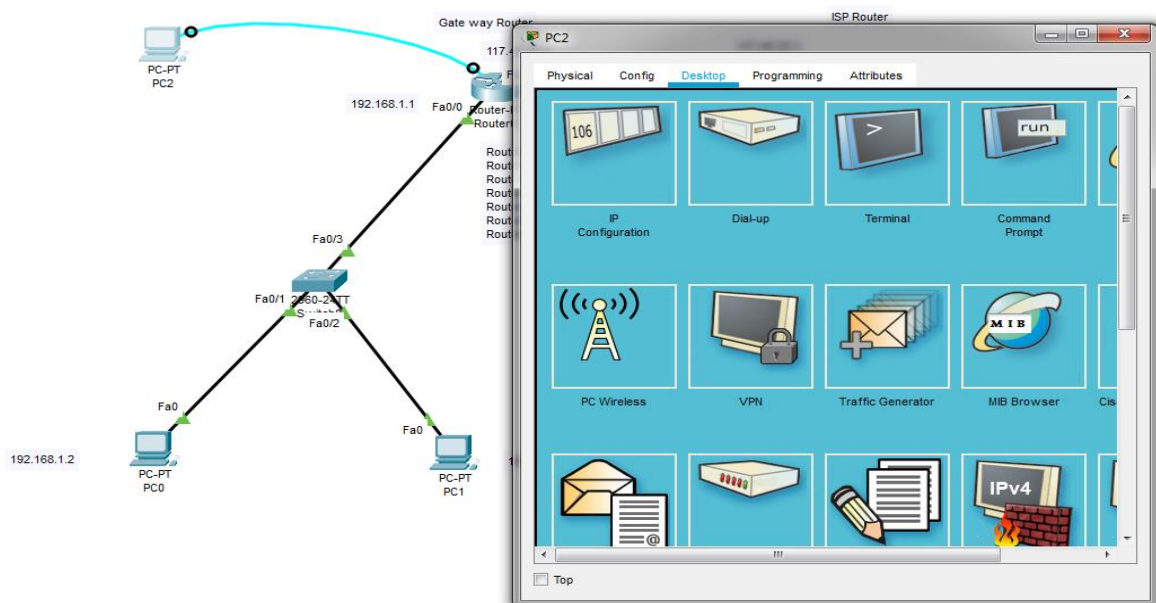 Gate way Router
ISP Router
PC2
117.4
PC-PT
PC2
Physical Config Desktop Programming Attributes
192.168.1.1
Fa0/0
106
>
run
IP
Configuration
Dial-up
Terminal
Command
Prompt
Fa0/3
Fa0/1
Fa0/2
MIB
PC Wireless
VPN
Traffic Generator
MIB Browser
Fa0
Fa0
192.168.1.2
PC-PT
PC0
PC-PT
PC1
@
IPv4
Top